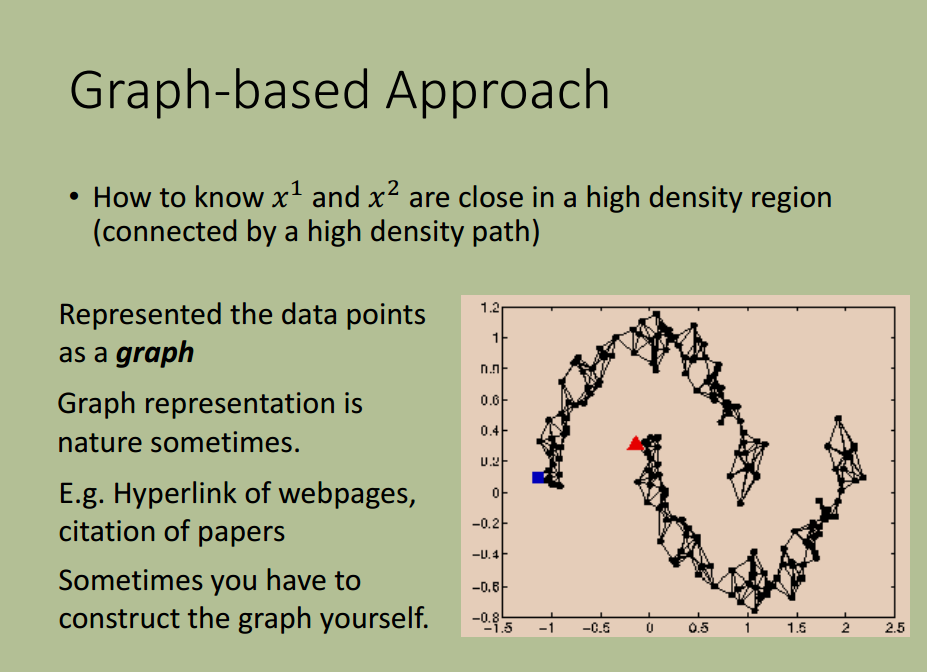 Graph-based Approach
• How to know x¹ and x² are close in a high density region
(connected by a high density path)
Represented the data points
as a graph
Graph representation is
nature sometimes.
E.g. Hyperlink of webpages,
citation of papers
Sometimes you have to
construct the graph yourself.
1.2
1
0.8
0.6
0.4
0.2
0
−0.2
−0.4
−0.6
−0.8
−1.5 −1 −0.5 0 0.5 1 1.5 2 2.5